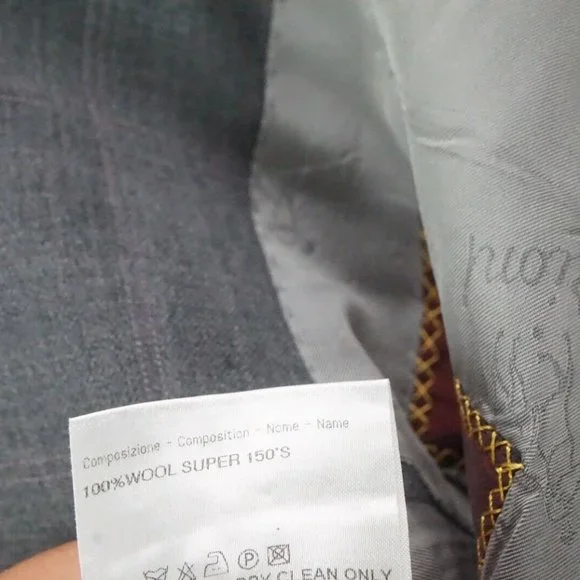 Composizione - Composition - Nome - Name
100%WOOL SUPER 150'S
P
DRY CLEAN ONLY